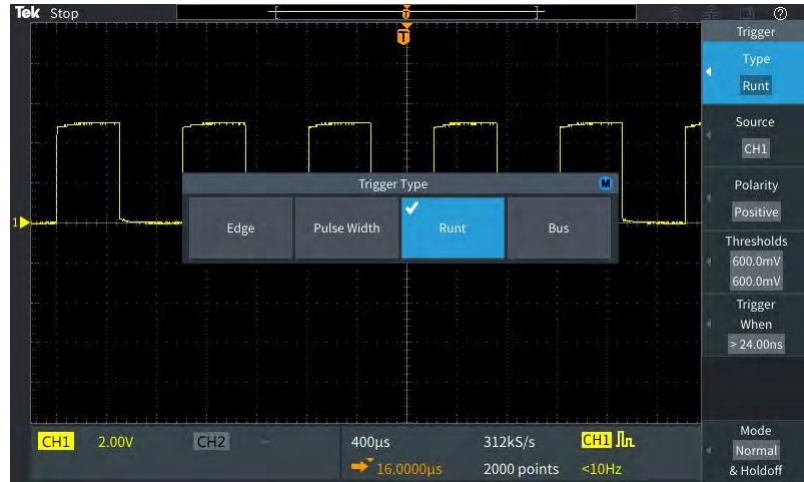 Tek Stop
T
T
Trigger
Type
Runt
Source
CH1
Polarity
Positive
Thresholds
600.0mV
600.0mV
Trigger
When
> 24.00ns
Mode
Normal
& Holdoff
Trigger Type
M
Edge
Pulse Width
Runt
Bus
1
CH1 2.00V CH2 400µs 312kS/s CH1
16.0000µs 2000 points <10Hz